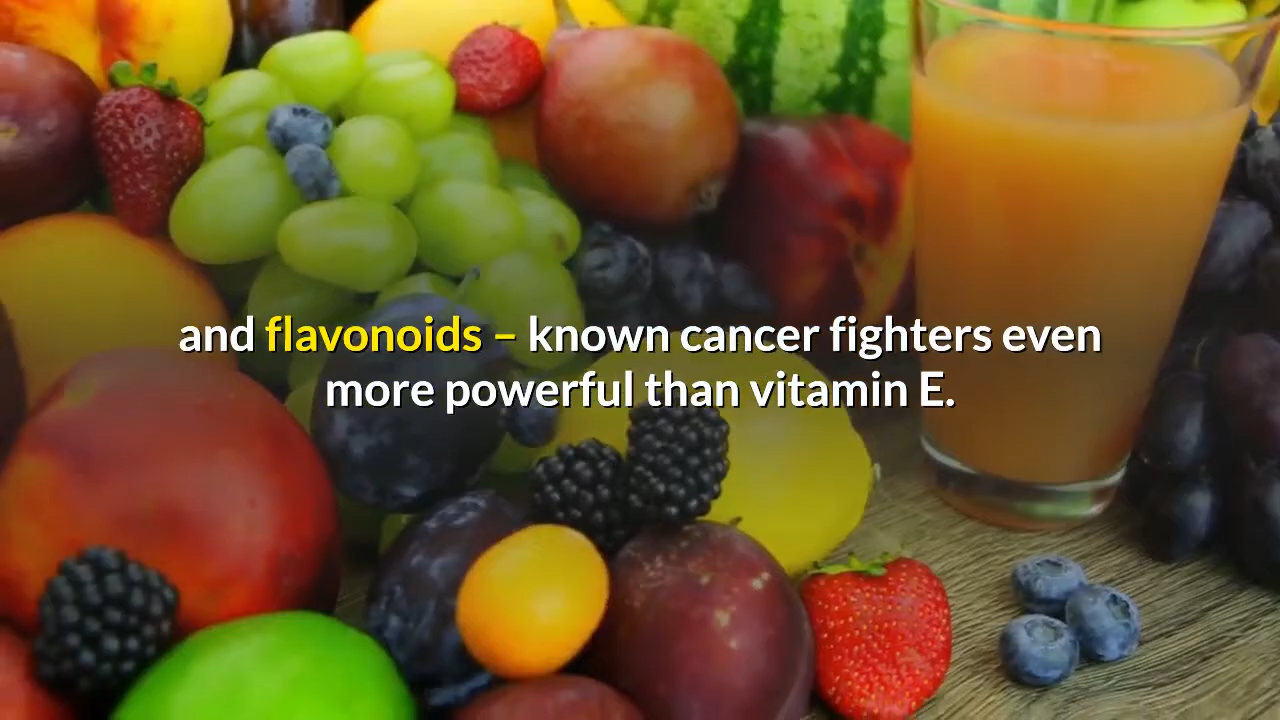 and flavonoids – known cancer fighters even
more powerful than vitamin E.